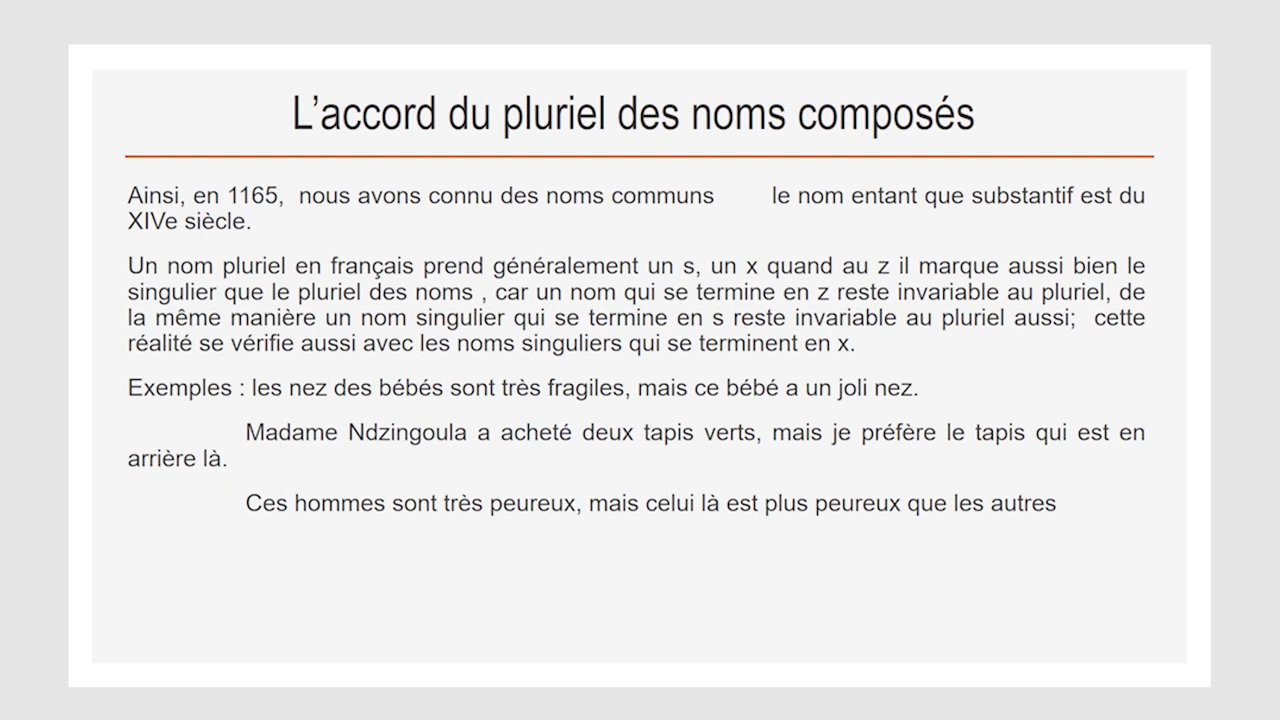 L’accord du pluriel des noms composés
Ainsi, en 1165,  nous avons connu des noms communs        le nom entant que substantif est du
XIVe siècle.
Un nom pluriel en français prend généralement un s, un x quand au z il marque aussi bien le
singulier que le pluriel des noms , car un nom qui se termine en z reste invariable au pluriel, de
la même manière un nom singulier qui se termine en s reste invariable au pluriel aussi;  cette
réalité se vérifie aussi avec les noms singuliers qui se terminent en x.
Exemples : les nez des bébés sont très fragiles, mais ce bébé a un joli nez.
Madame Ndzingoula a acheté deux tapis verts, mais je préfère le tapis qui est en
arrière là.
Ces hommes sont très peureux, mais celui là est plus peureux que les autres